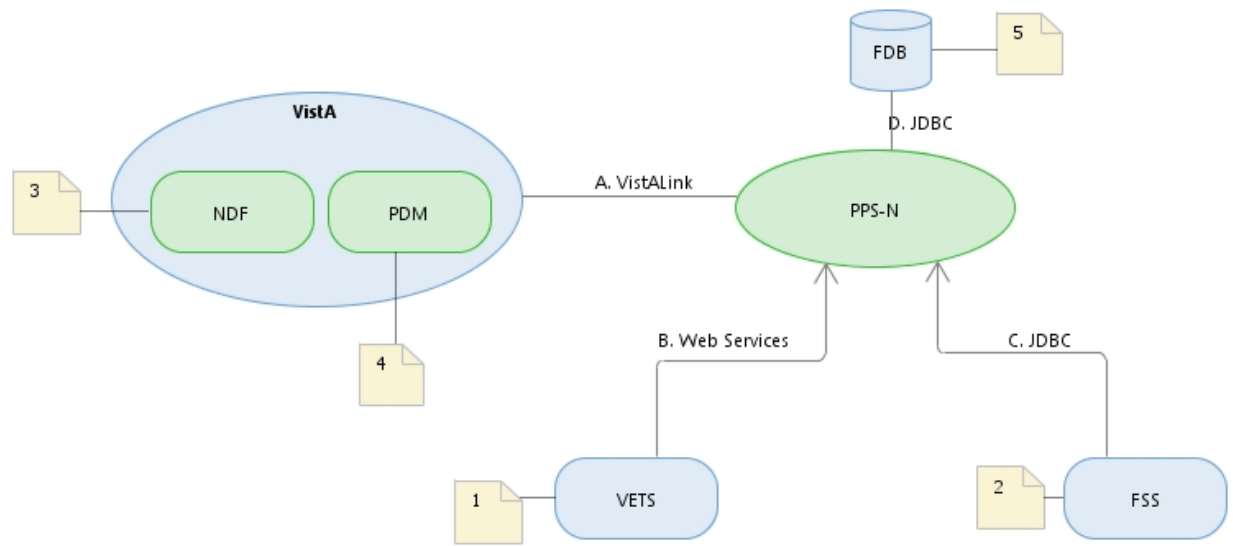 5
FDB
VistA
D. JDBC
3
A. VistALink
NDF
PDM
PPS-N
B. Web Services
C. JDBC
4
1
VETS
2
FSS